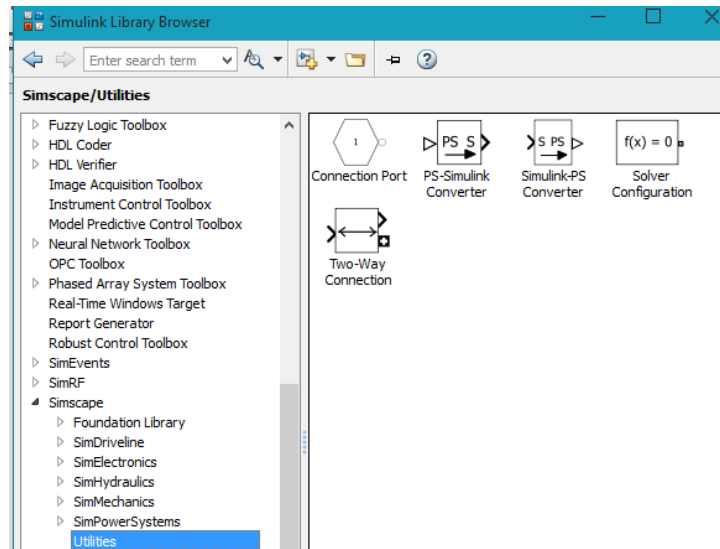 Simulink Library Browser
Enter search term
Simscape/Utilities
Fuzzy Logic Toolbox
HDL Coder
HDL Verifier
Image Acquisition Toolbox
Instrument Control Toolbox
Model Predictive Control Toolbox
Neural Network Toolbox
OPC Toolbox
Phased Array System Toolbox
Real-Time Windows Target
Report Generator
Robust Control Toolbox
SimEvents
SimRF
Simscape
Foundation Library
SimDriveline
SimElectronics
SimHydraulics
SimMechanics
SimPowerSystems
Utilities
1
Connection Port
PS S
PS-Simulink
Converter
S PS
Simulink-PS
Converter
f(x) = 0
Solver
Configuration
Two-Way
Connection